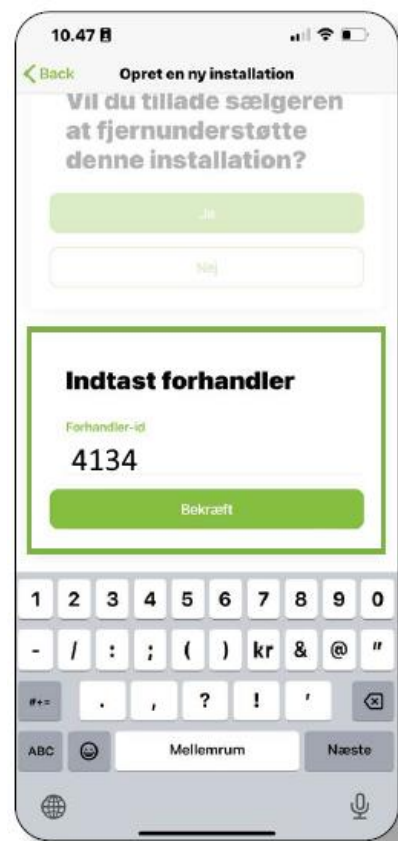 10.47
Back
Opret en ny installation
Vil du tillade sælgeren
at fjernunderstøtte
denne installation?
Ja
Nej
Indtast forhandler
Forhandler-id
4134
Bekræft
1 2 3 4 5 6 7 8 9 0
- / : ; ( ) kr & @ "
#+= . , ? ! '
ABC Mellemrum Næste